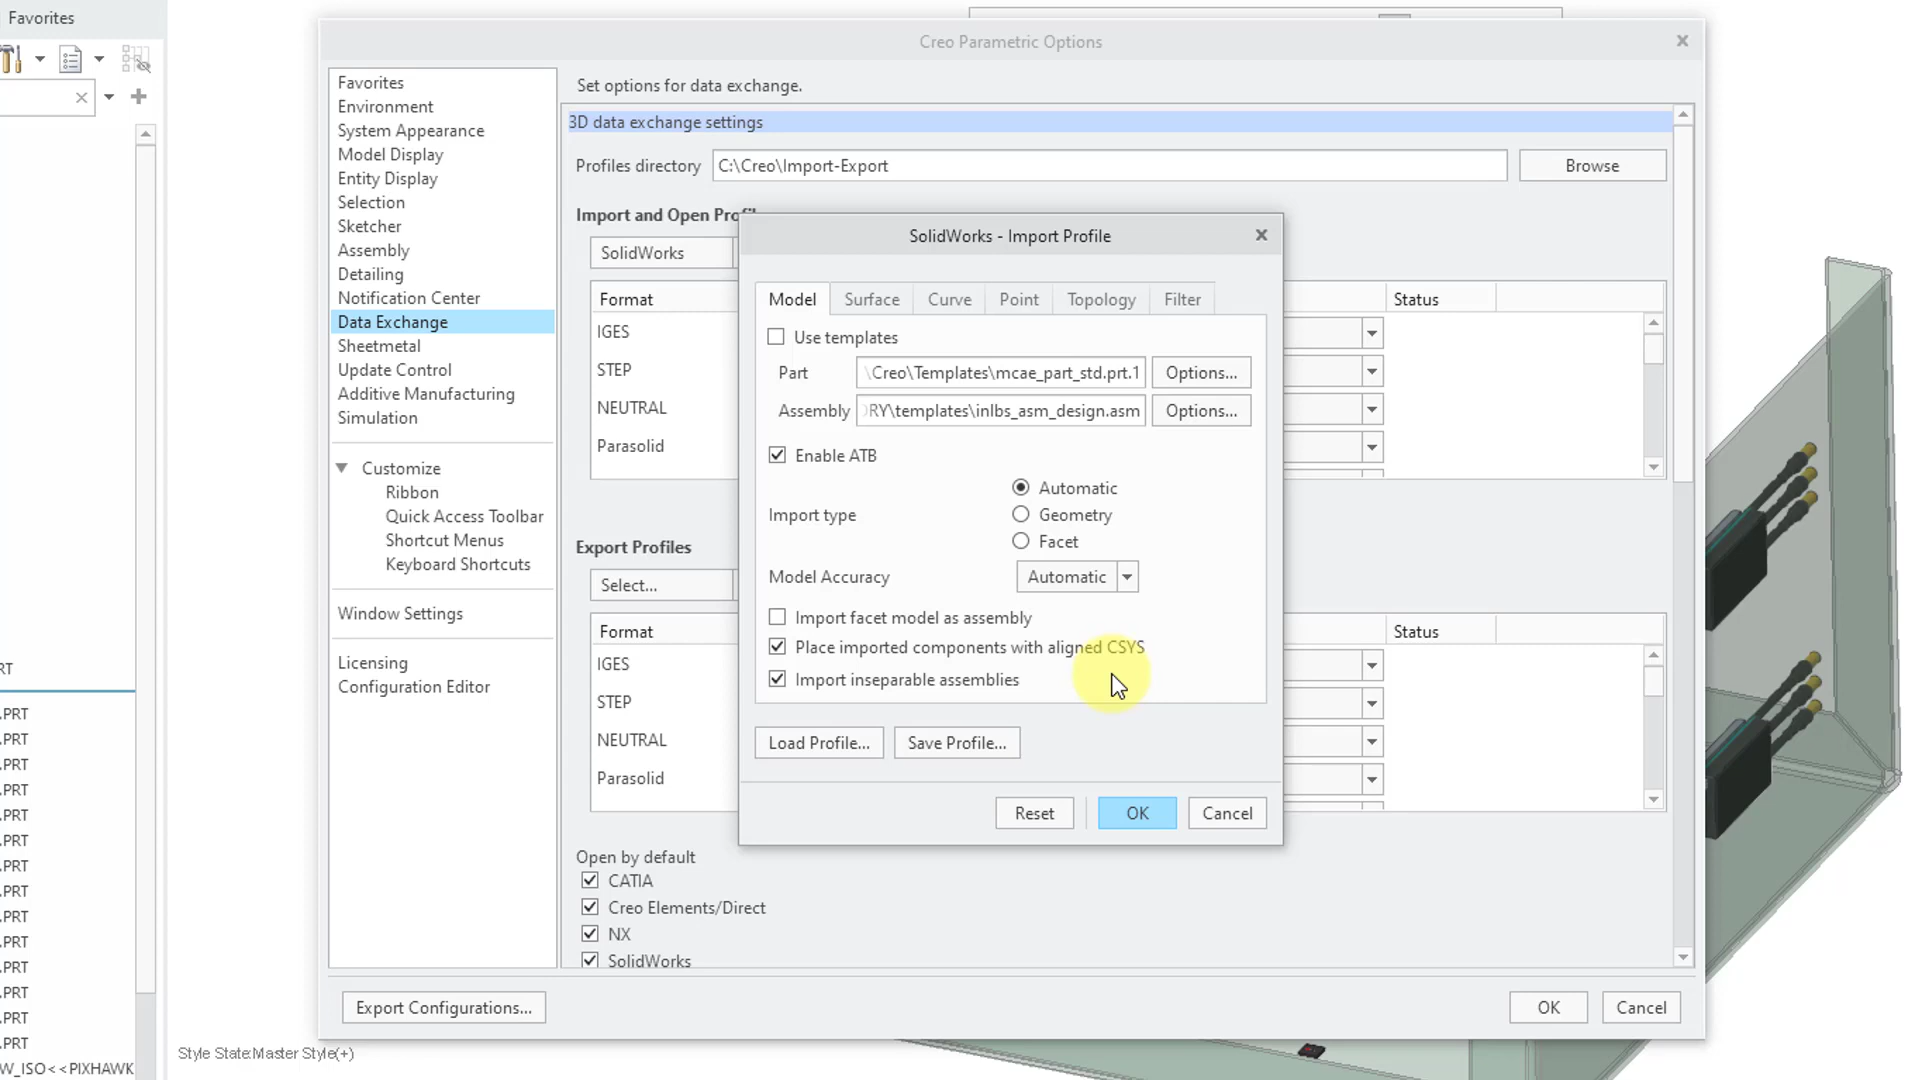 Favorites
Creo Parametric Options
Favorites
Environment
System Appearance
Model Display
Entity Display
Selection
Sketcher
Assembly
Detailing
Notification Center
Data Exchange
Sheetmetal
Update Control
Additive Manufacturing
Simulation
Customize
Ribbon
Quick Access Toolbar
Shortcut Menus
Keyboard Shortcuts
Window Settings
Licensing
Configuration Editor
Set options for data exchange.
3D data exchange settings
Profiles directory C:\Creo\Import-Export Browse
Import and Open Profi
SolidWorks
Format Status
IGES
STEP
NEUTRAL
Parasolid
Export Profiles
Select...
Format Status
IGES
STEP
NEUTRAL
Parasolid
Open by default
CATIA
Creo Elements/Direct
NX
SolidWorks
Export Configurations... OK Cancel
SolidWorks - Import Profile
Model Surface Curve Point Topology Filter
Use templates
Part \Creo\Templates\mcae_part_std.prt.1 Options...
Assembly RY\templates\inlbs_asm_design.asm Options...
Enable ATB
Import type
Automatic
Geometry
Facet
Model Accuracy Automatic
Import facet model as assembly
Place imported components with aligned CSYS
Import inseparable assemblies
Load Profile... Save Profile...
Reset OK Cancel
RT
.PRT
.PRT
.PRT
.PRT
.PRT
.PRT
.PRT
.PRT
.PRT
.PRT
.PRT
.PRT
.PRT
.PRT
W_ISO<<PIXHAWK
Style State:Master Style(+)